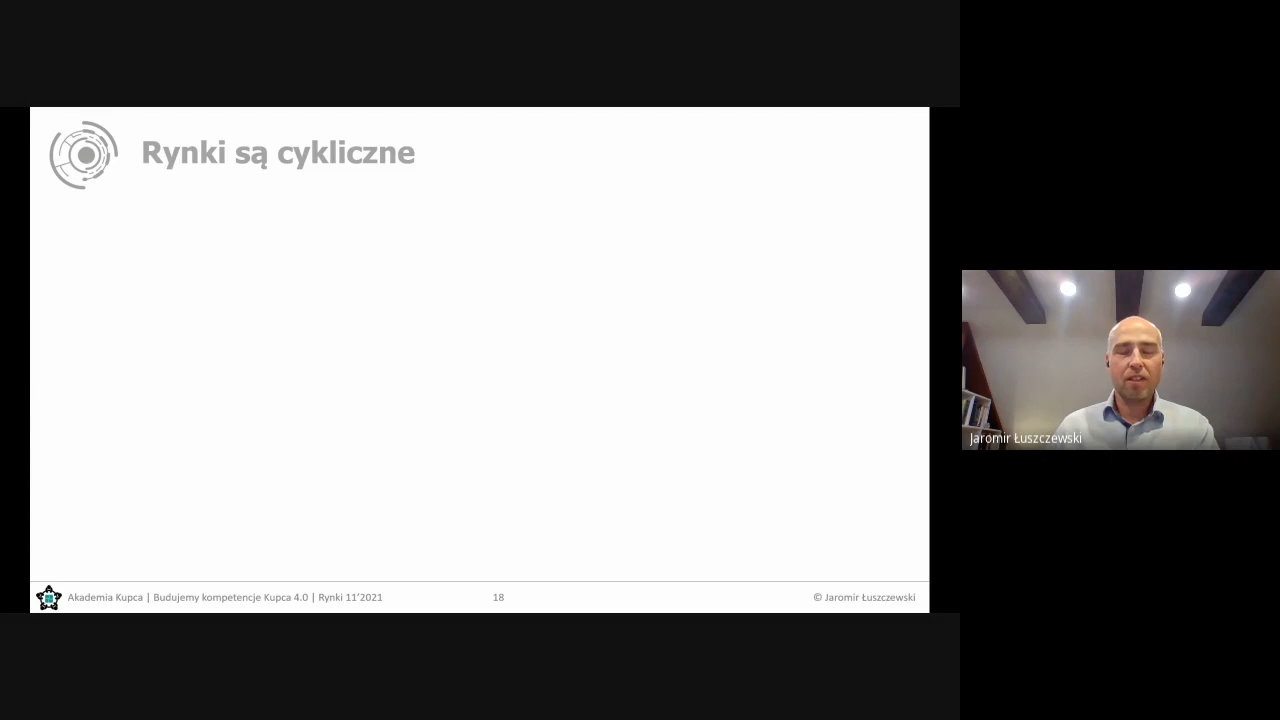 Rynki są cykliczne
Jaromir Łuszczewski
Akademia Kupca | Budujemy kompetencje Kupca 4.0 | Rynki 11’2021
18
© Jaromir Łuszczewski